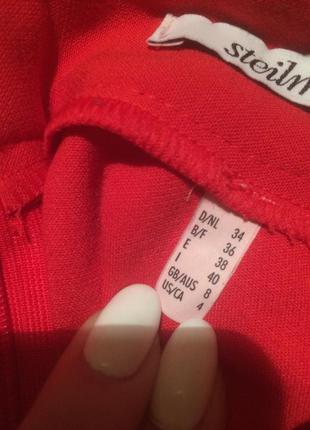 steilm
D/NL 34
B/F 36
E 38
I 40
GB/AUS 8
US/CA 4